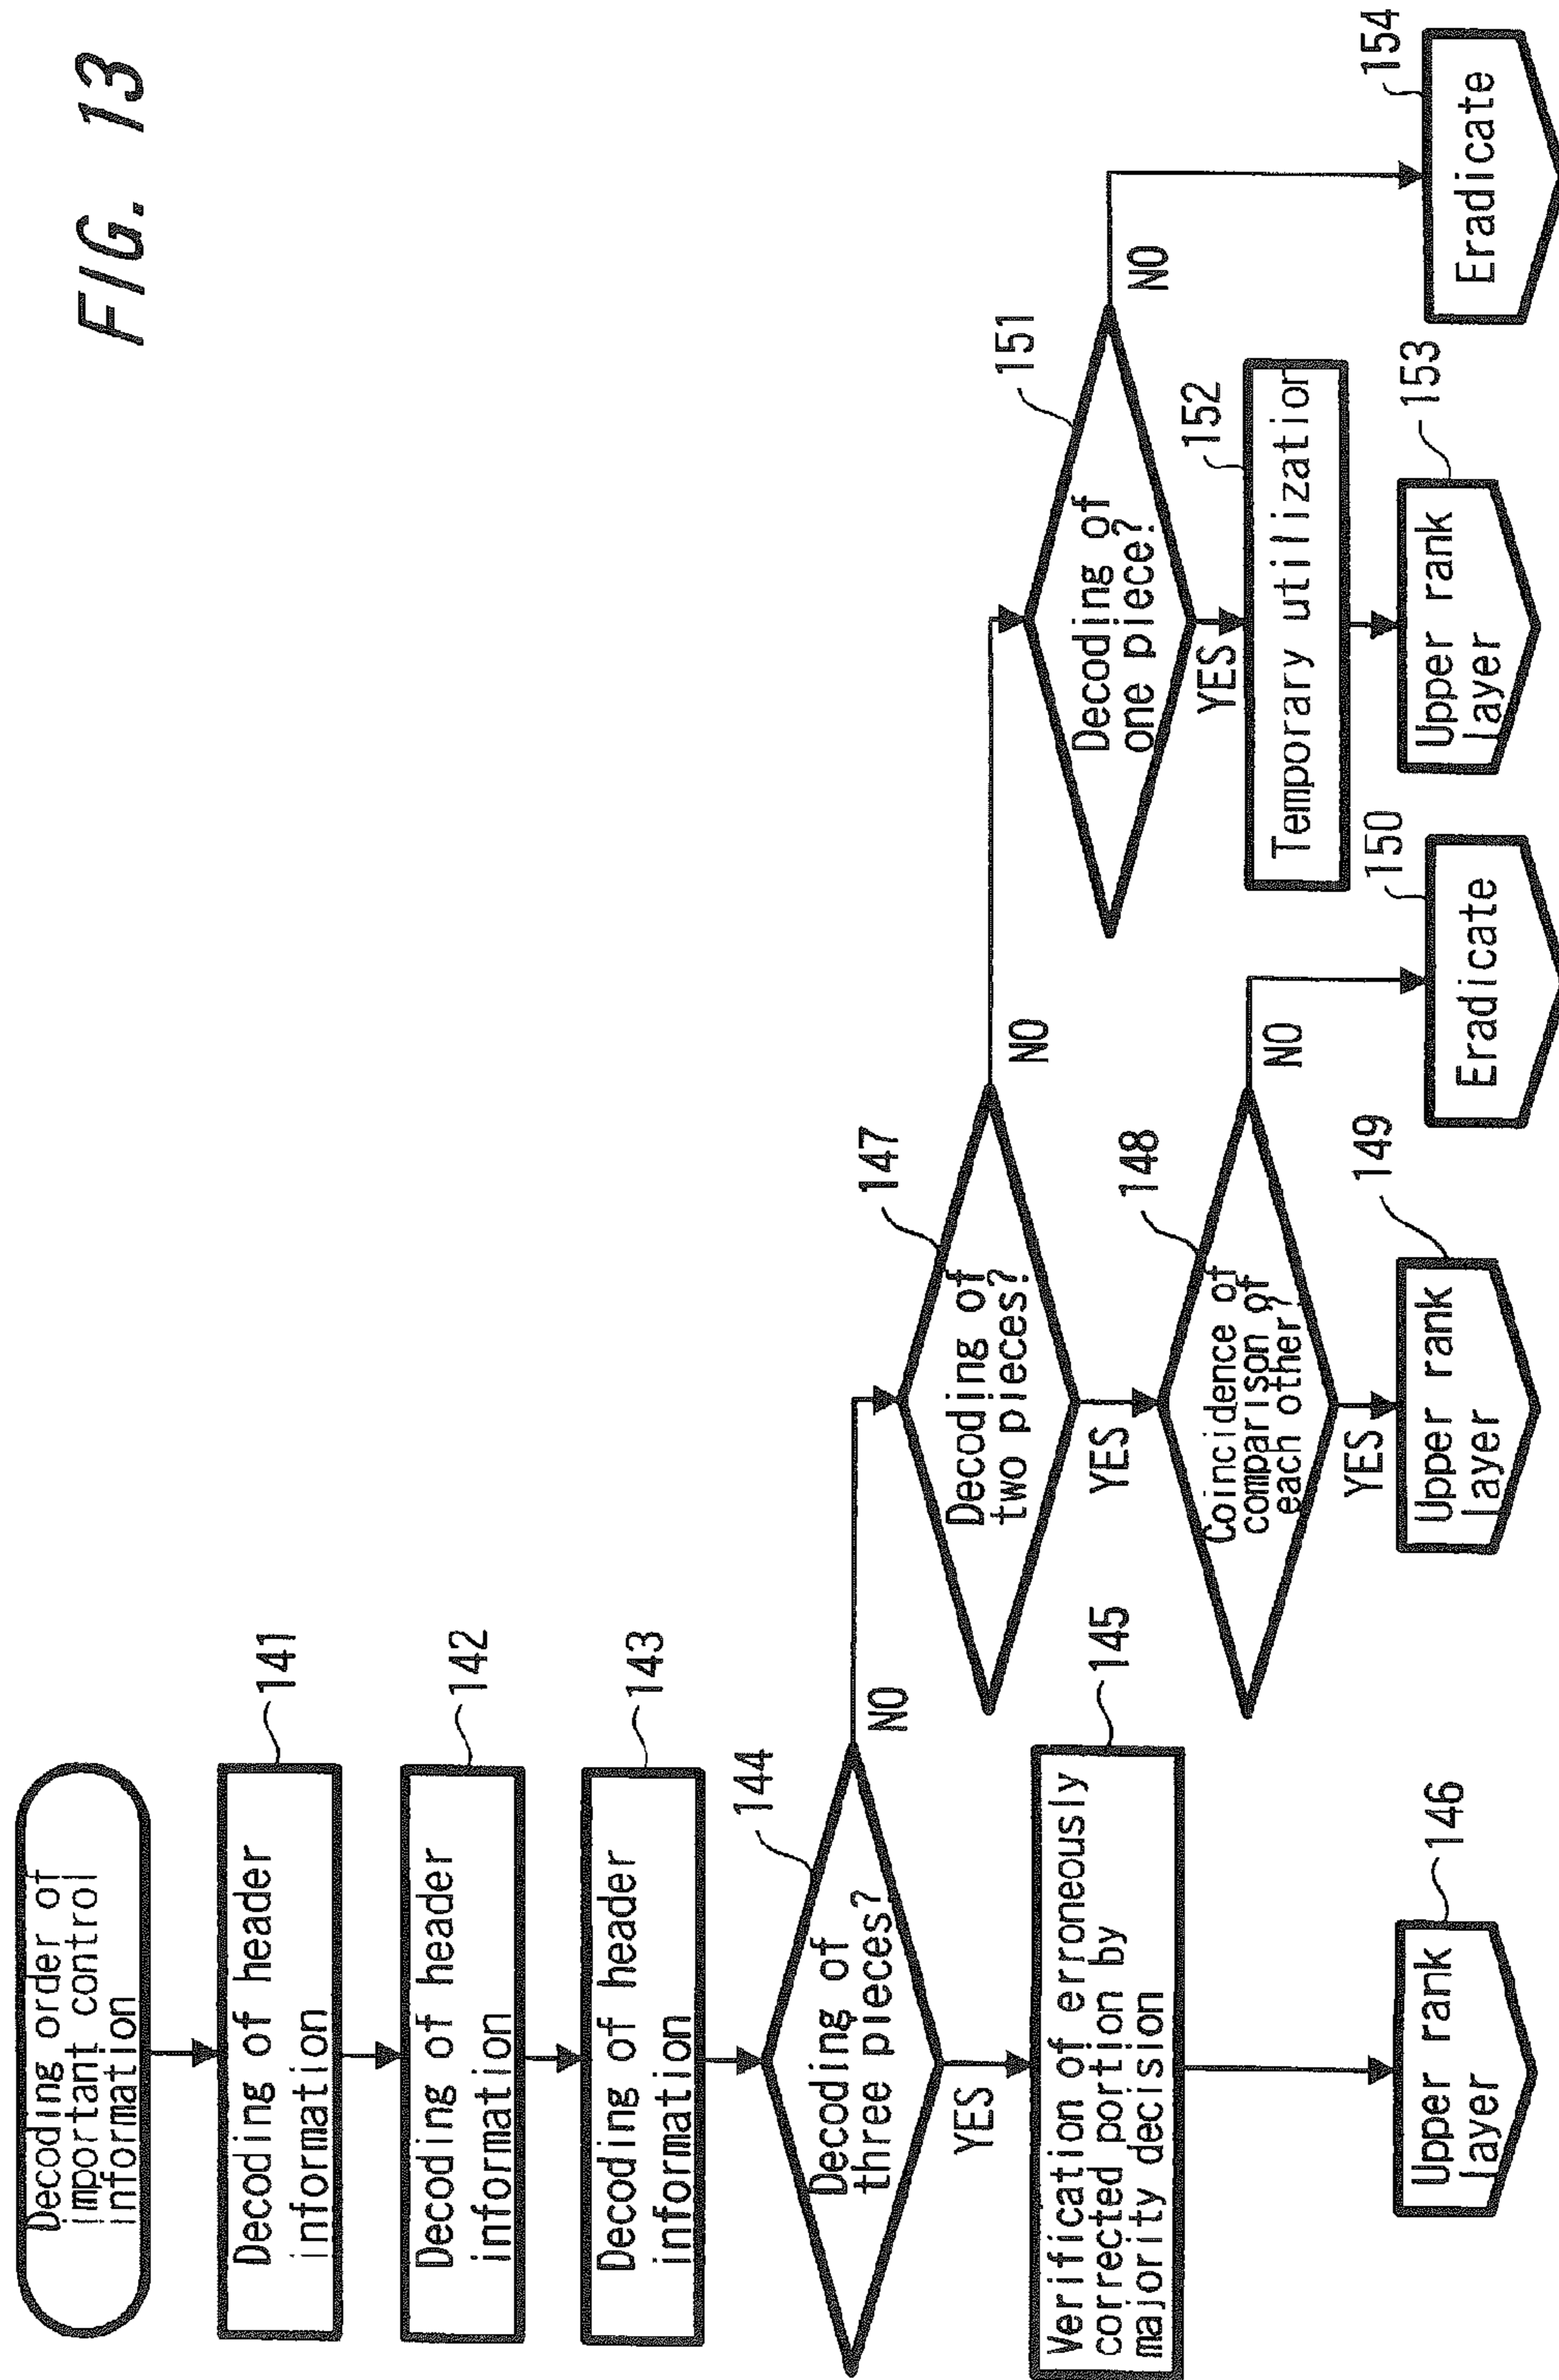 FIG. 13
Decoding order of
important control
information
141
Decoding of header
information
142
Decoding of header
information
143
Decoding of header
information
144
Decoding of
three pieces?
NO
YES
145
Verification of erroneously
corrected portion by
majority decision
146
Upper rank
layer
147
Decoding of
two pieces?
NO
YES
148
Coincidence of
comparison of
each other?
NO
YES
149
Upper rank
layer
150
Eradicate
151
Decoding of
one piece?
NO
YES
152
Temporary utilization
153
Upper rank
layer
154
Eradicate